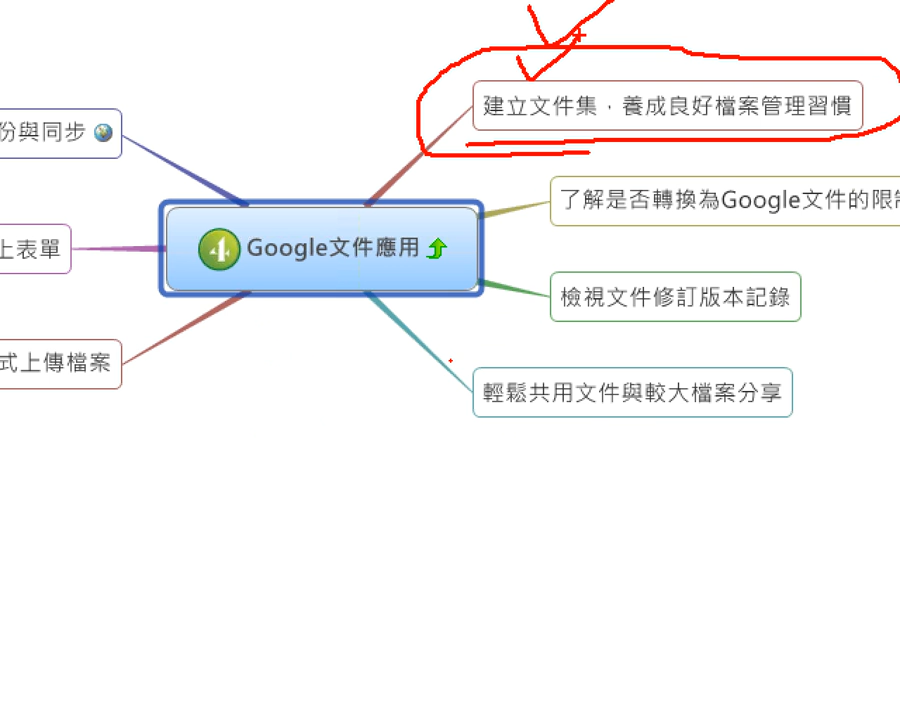 建立文件集，養成良好檔案管理習慣
份與同步
了解是否轉換為Google文件的限制
4 Google文件應用
上表單
檢視文件修訂版本記錄
式上傳檔案
輕鬆共用文件與較大檔案分享